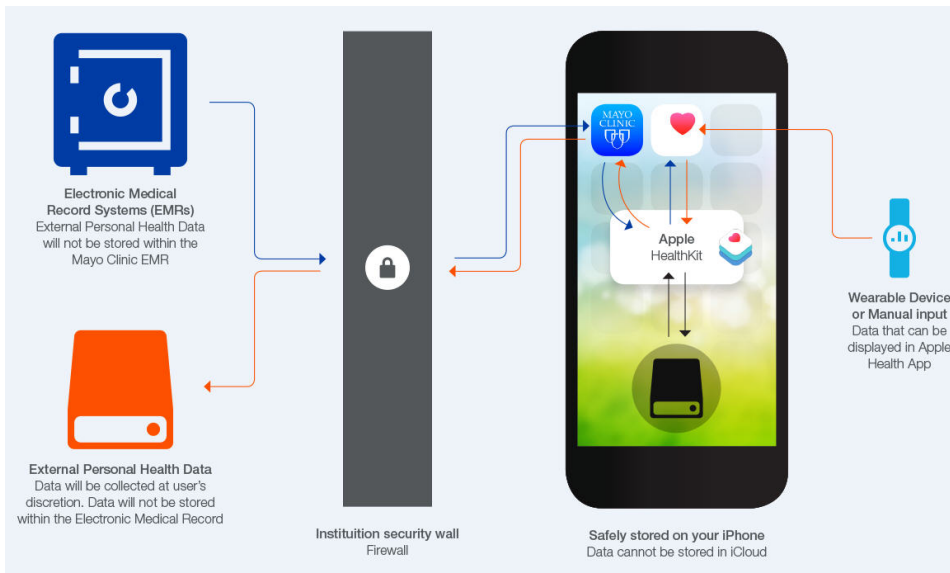 Electronic Medical
Record Systems (EMRs)
External Personal Health Data
will not be stored within the
Mayo Clinic EMR
External Personal Health Data
Data will be collected at user's
discretion. Data will not be stored
within the Electronic Medical Record
Instituition security wall
Firewall
MAYO
CLINIC
Apple
HealthKit
Safely stored on your iPhone
Data cannot be stored in iCloud
Wearable Device
or Manual input
Data that can be
displayed in Apple
Health App